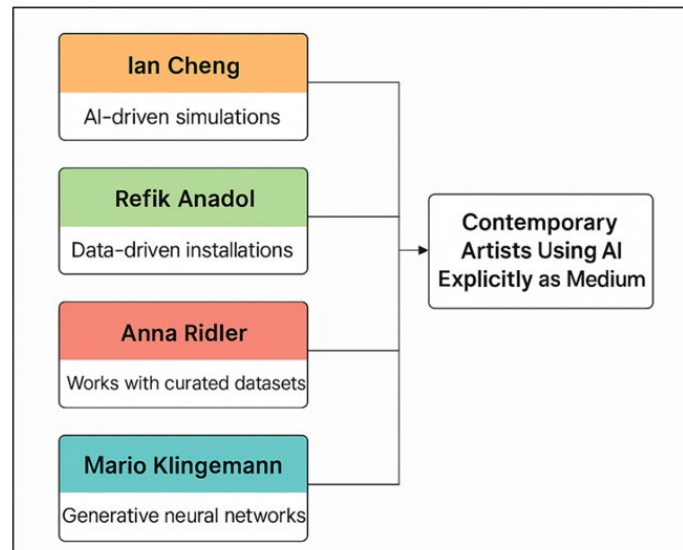 Ian Cheng
AI-driven simulations
Refik Anadol
Data-driven installations
Anna Ridler
Works with curated datasets
Mario Klingemann
Generative neural networks
Contemporary
Artists Using AI
Explicitly as Medium